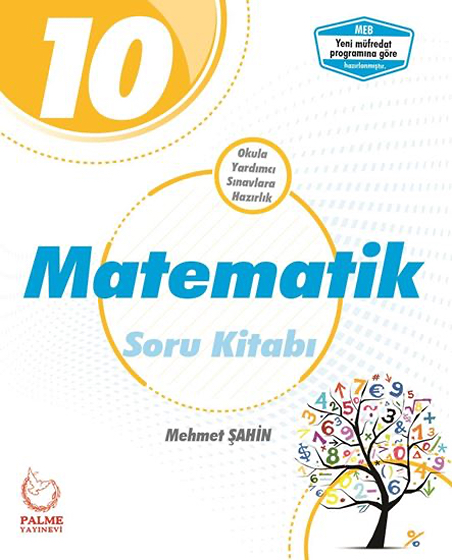 10
MEB
Yeni müfredat
programına göre
hazırlanmıştır.
Okula
Yardımcı
Sınavlara
Hazırlık
Matematik
Soru Kitabı
Mehmet ŞAHİN
PALME
YAYINEVİ